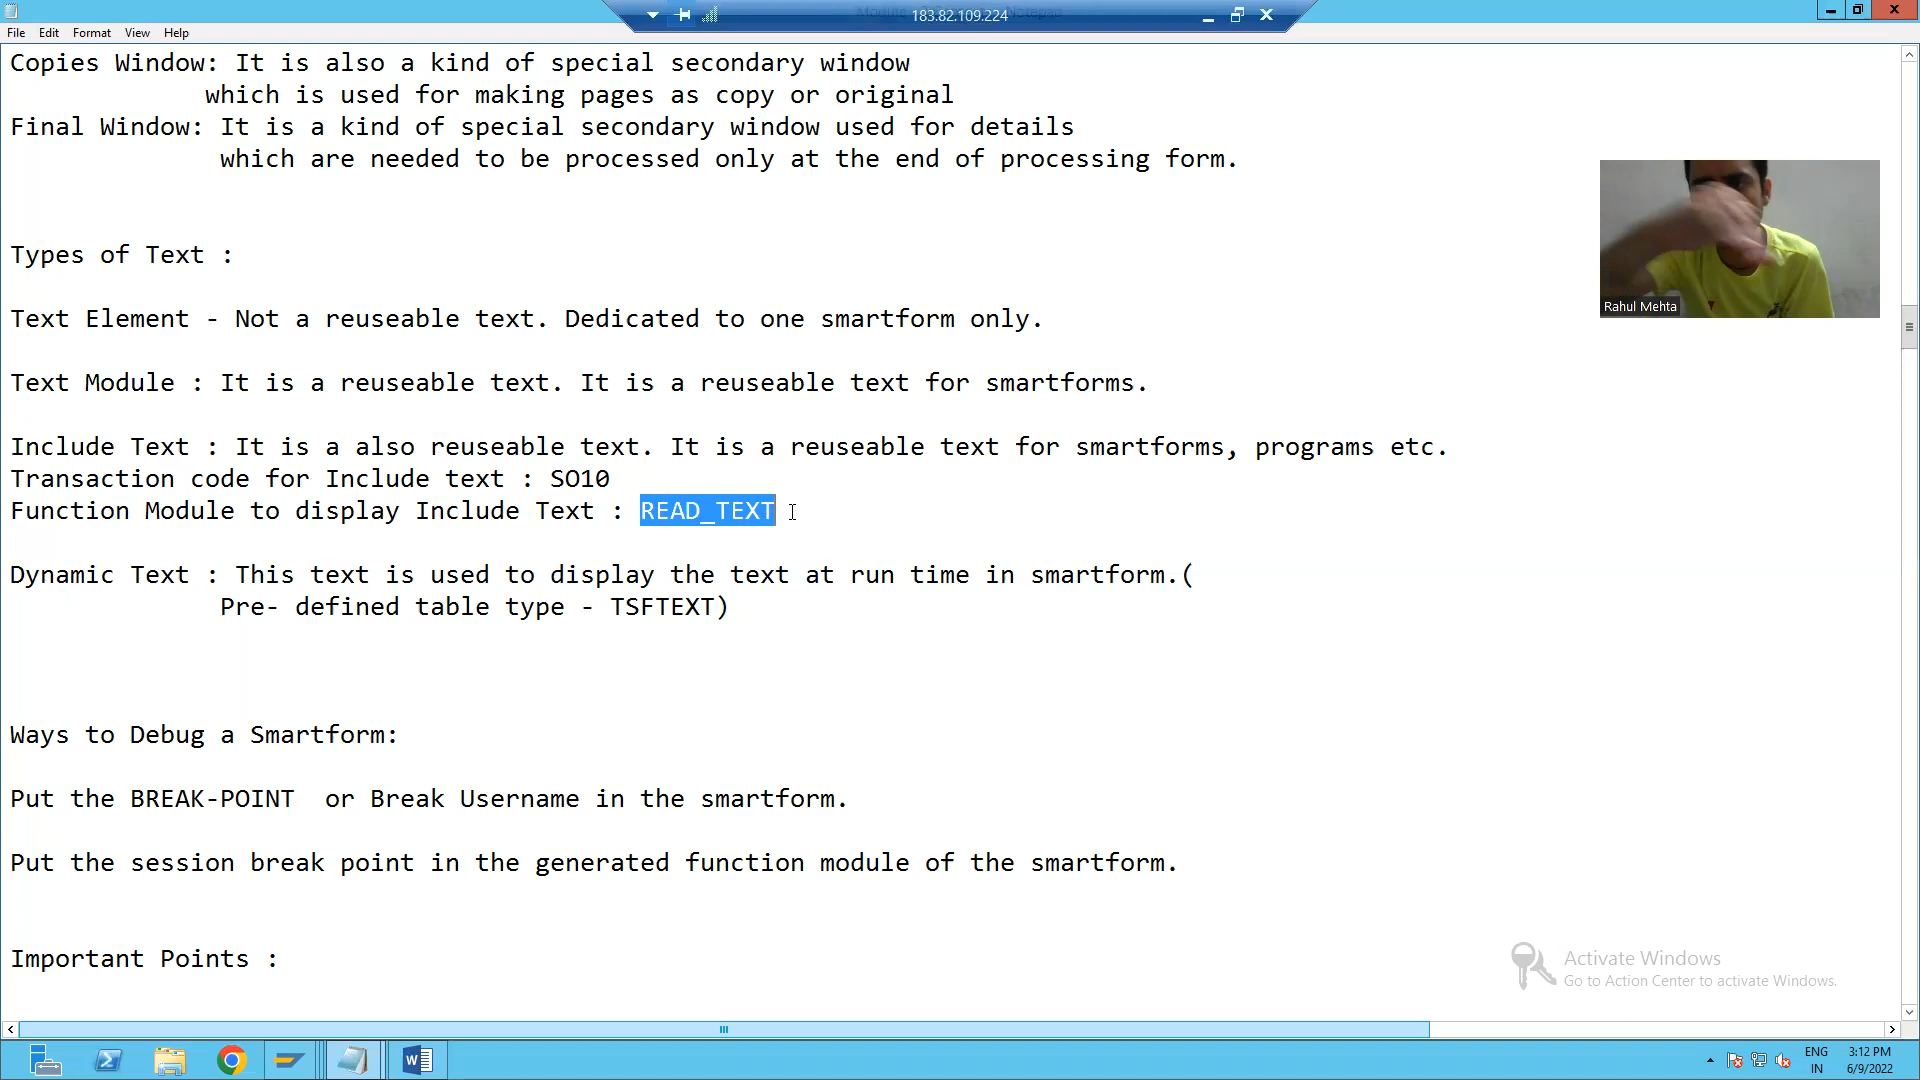 183.82.109.224
File Edit Format View Help
Copies Window: It is also a kind of special secondary window
which is used for making pages as copy or original
Final Window: It is a kind of special secondary window used for details
which are needed to be processed only at the end of processing form.
Rahul Mehta
Types of Text :
Text Element - Not a reuseable text. Dedicated to one smartform only.
Text Module : It is a reuseable text. It is a reuseable text for smartforms.
Include Text : It is a also reuseable text. It is a reuseable text for smartforms, programs etc.
Transaction code for Include text : SO10
Function Module to display Include Text : READ_TEXT
Dynamic Text : This text is used to display the text at run time in smartform.(
Pre- defined table type - TSFTEXT)
Ways to Debug a Smartform:
Put the BREAK-POINT  or Break Username in the smartform.
Put the session break point in the generated function module of the smartform.
Important Points :
Activate Windows
Go to Action Center to activate Windows.
ENG 3:12 PM
IN 6/9/2022